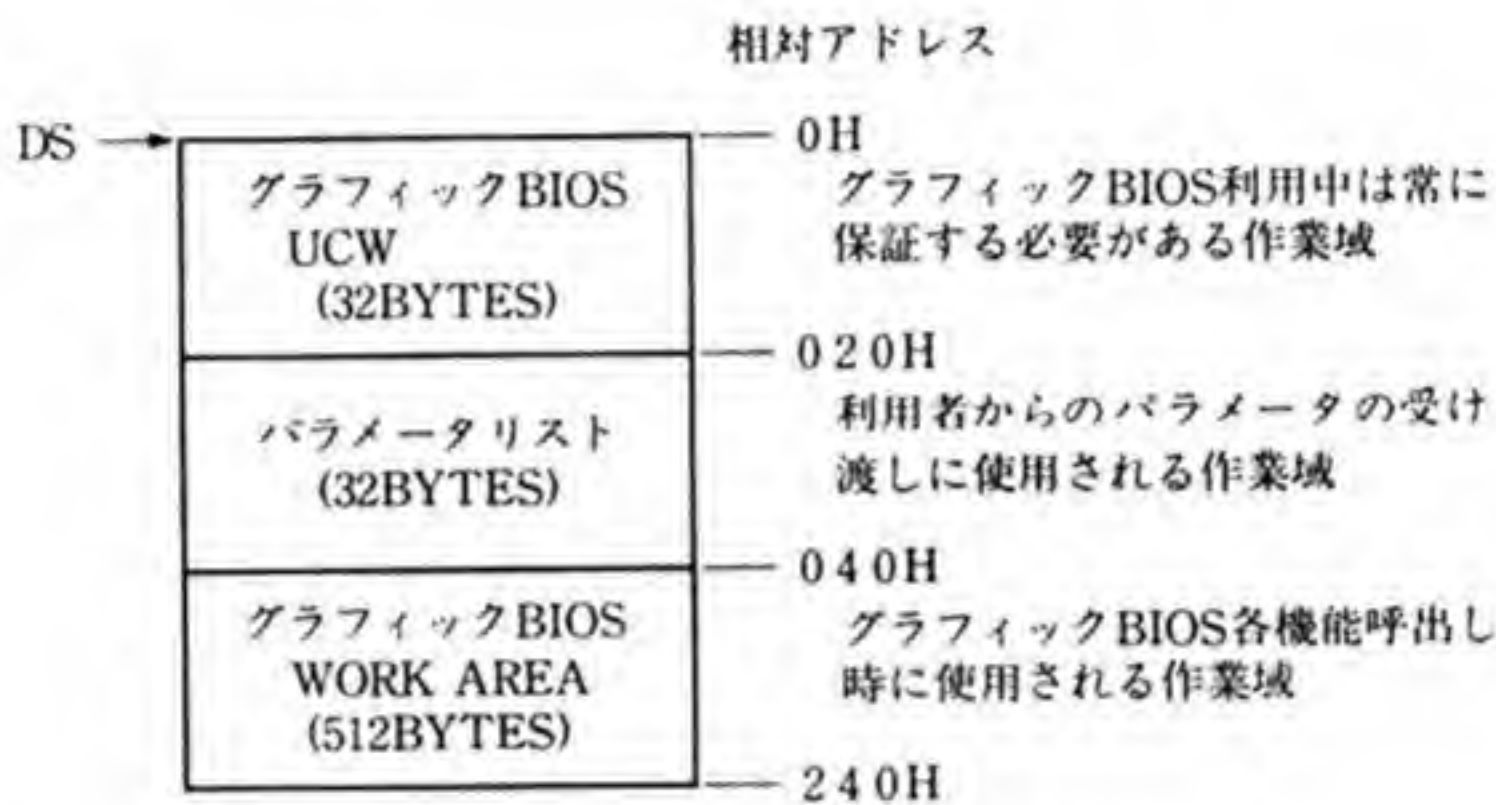 相対アドレス
DS
0H
グラフィックBIOS
UCW
(32BYTES)
グラフィックBIOS利用中は常に
保証する必要がある作業域
020H
パラメータリスト
(32BYTES)
利用者からのパラメータの受け
渡しに使用される作業域
040H
グラフィックBIOS
WORK AREA
(512BYTES)
グラフィックBIOS各機能呼出し
時に使用される作業域
240H